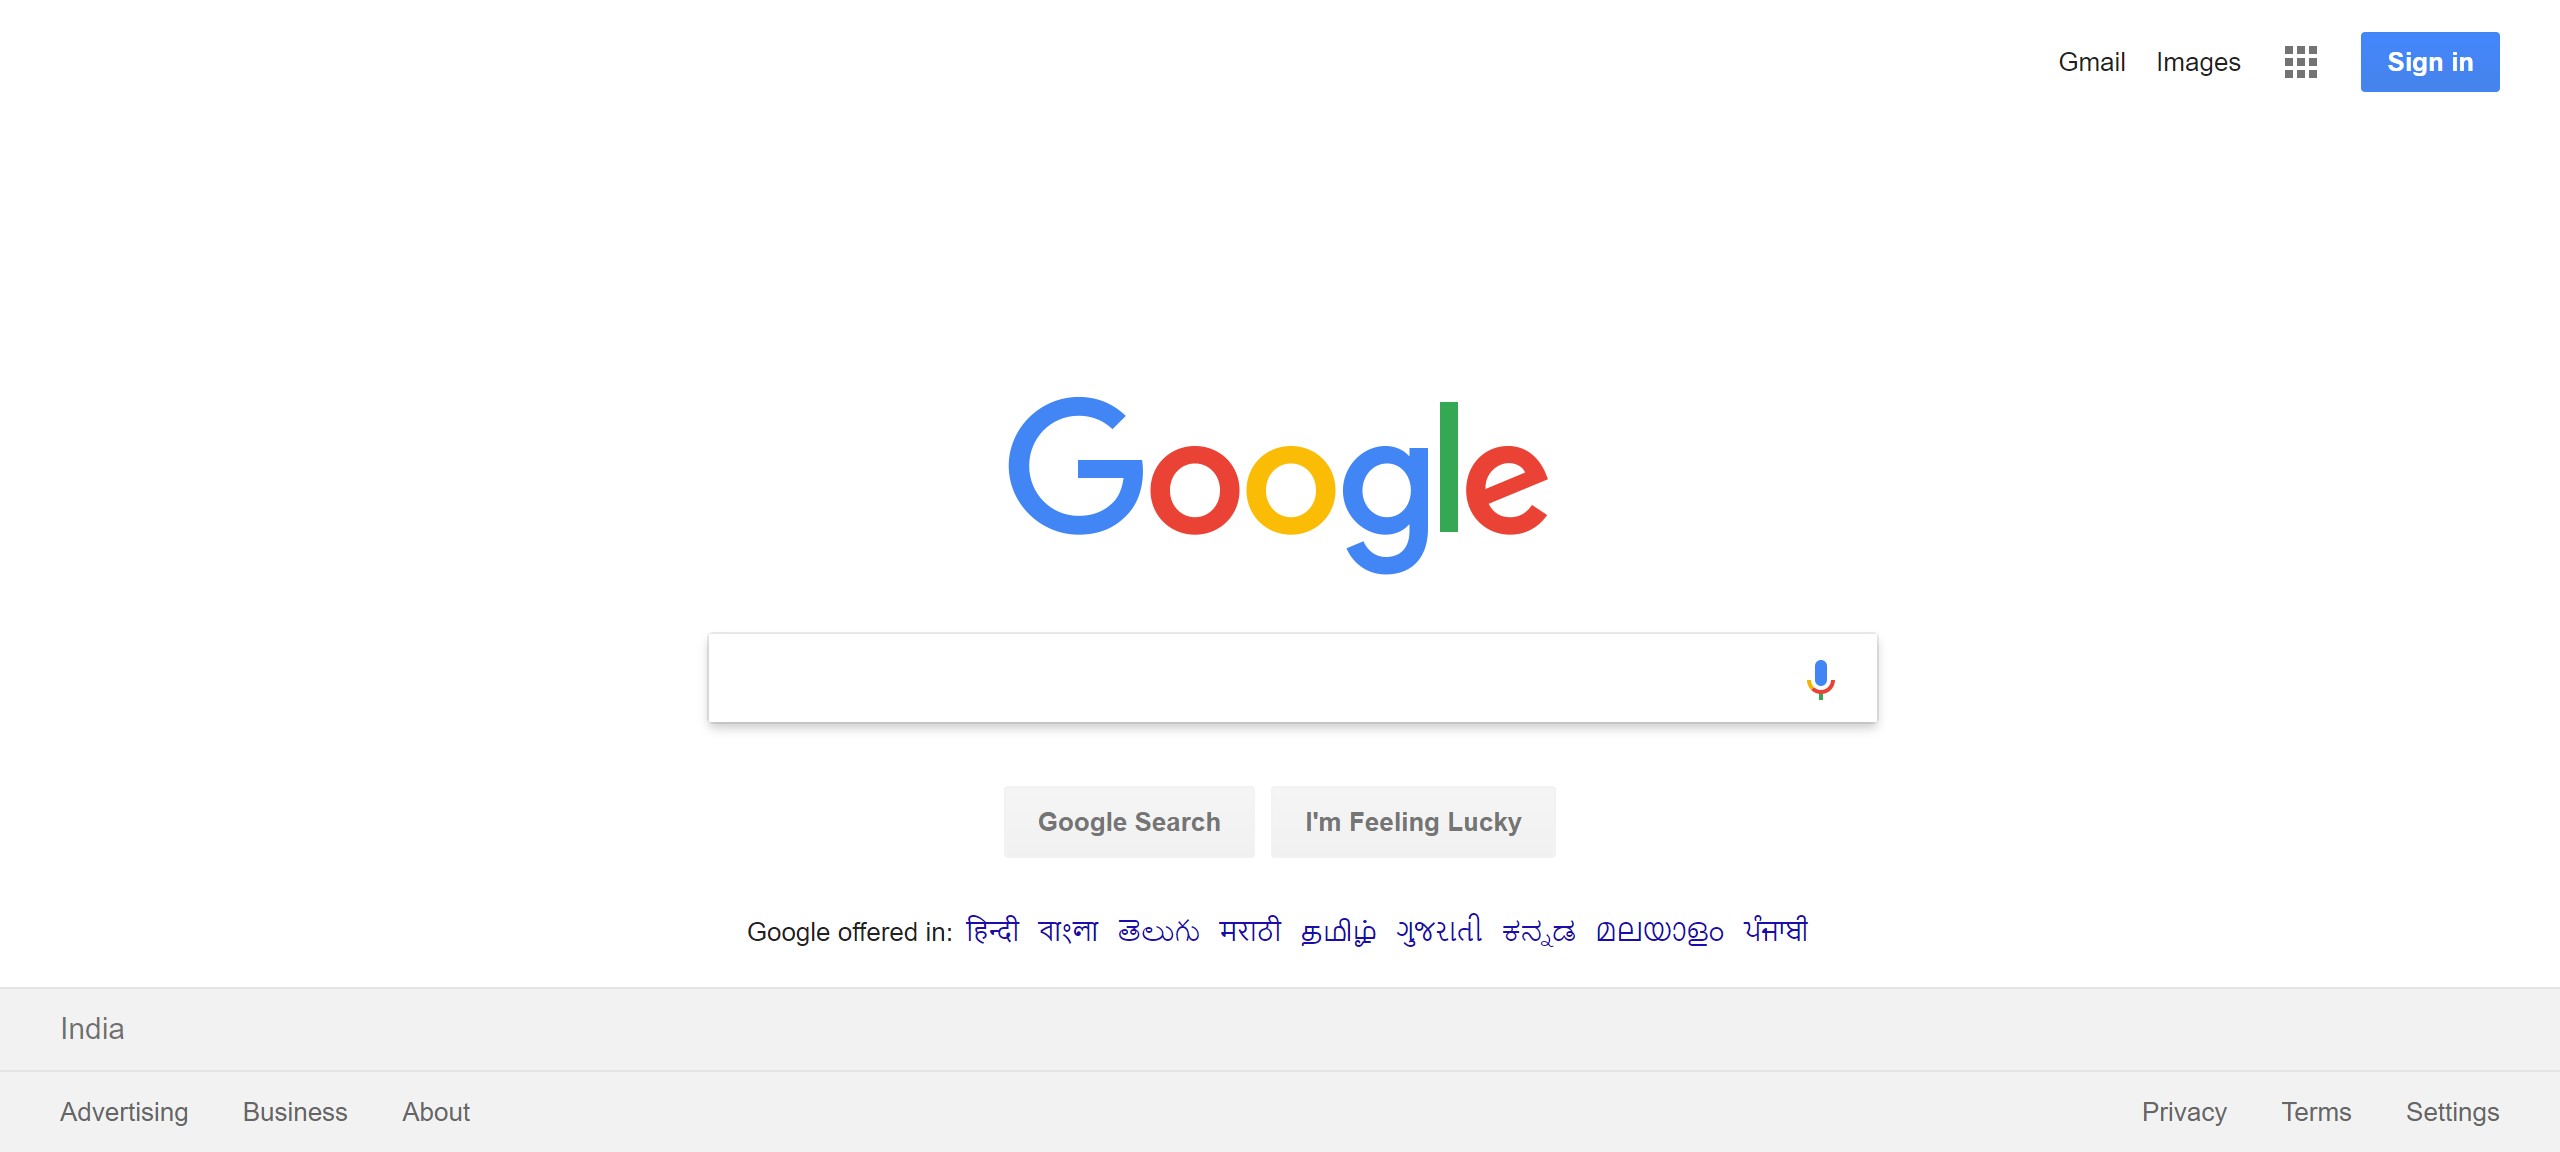 Gmail Images Sign in
Google
Google Search I'm Feeling Lucky
Google offered in: हिन्दी বাংলা తెలుగు मराठी தமிழ் ગુજરાતી ಕನ್ನಡ മലയാളം ਪੰਜਾਬੀ
India
Advertising Business About Privacy Terms Settings